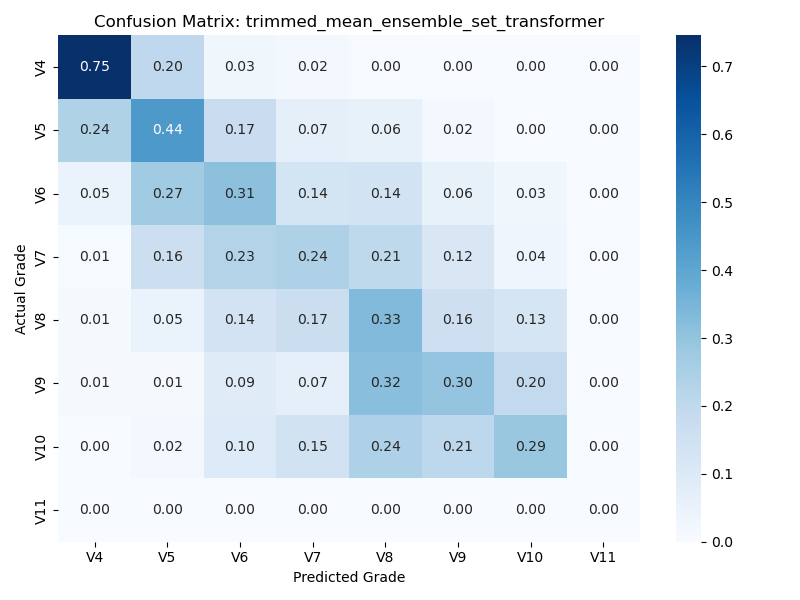 Confusion Matrix: trimmed_mean_ensemble_set_transformer
V4 0.75 0.20 0.03 0.02 0.00 0.00 0.00 0.00
V5 0.24 0.44 0.17 0.07 0.06 0.02 0.00 0.00
V6 0.05 0.27 0.31 0.14 0.14 0.06 0.03 0.00
V7 0.01 0.16 0.23 0.24 0.21 0.12 0.04 0.00
V8 0.01 0.05 0.14 0.17 0.33 0.16 0.13 0.00
V9 0.01 0.01 0.09 0.07 0.32 0.30 0.20 0.00
V10 0.00 0.02 0.10 0.15 0.24 0.21 0.29 0.00
V11 0.00 0.00 0.00 0.00 0.00 0.00 0.00 0.00
V4 V5 V6 V7 V8 V9 V10 V11
Predicted Grade
Actual Grade
0.7
0.6
0.5
0.4
0.3
0.2
0.1
0.0